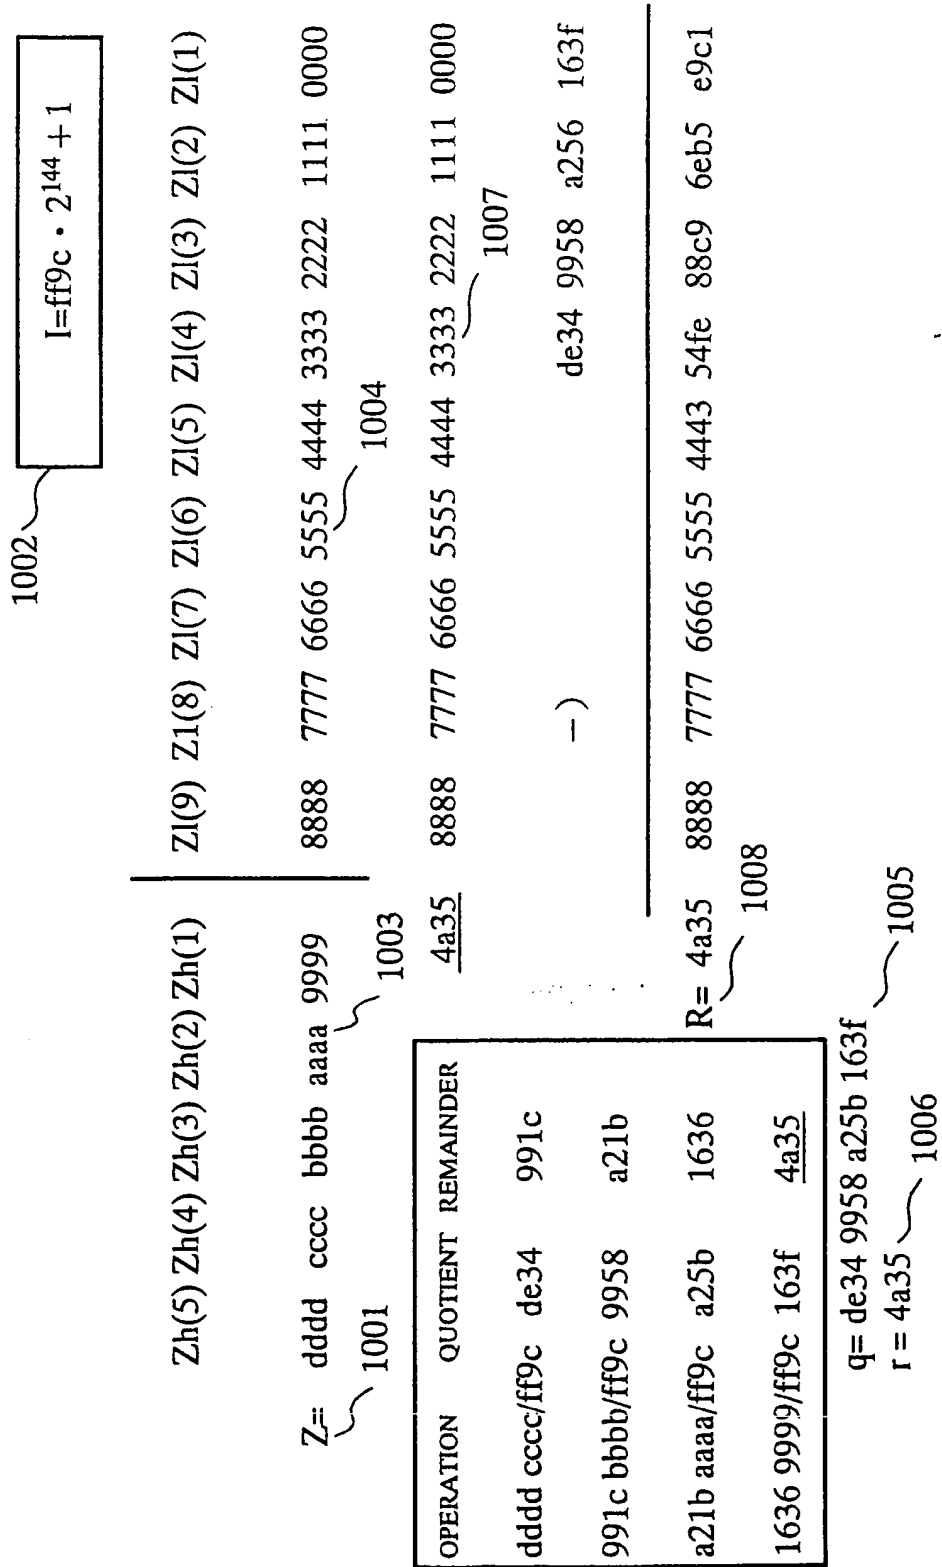 1002
I=ff9c • 2¹⁴⁴ + 1
Zh(5) Zh(4) Zh(3) Zh(2) Zh(1) Zl(9) Z1(8) Zl(7) Zl(6) Zl(5) Zl(4) Zl(3) Zl(2) Zl(1)
Z= dddd cccc bbbb aaaa 9999 8888 7777 6666 5555 4444 3333 2222 1111 0000
1001
1003
1004
4a35 8888 7777 6666 5555 4444 3333 2222 1111 0000
1007
−) de34 9958 a256 163f
OPERATION QUOTIENT REMAINDER
dddd cccc/ff9c de34 991c
991c bbbb/ff9c 9958 a21b
a21b aaaa/ff9c a25b 1636
1636 9999/ff9c 163f 4a35
R= 4a35 8888 7777 6666 5555 4443 54fe 88c9 6eb5 e9c1
1008
q= de34 9958 a25b 163f
1005
r = 4a35
1006